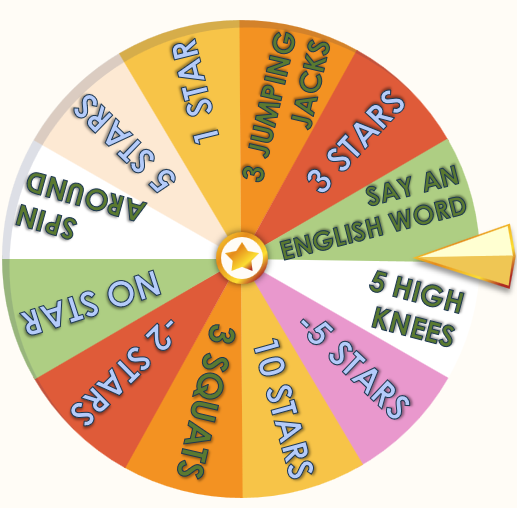 1 STAR
3 JUMPING
JACKS
3 STARS
SAY AN
ENGLISH WORD
5 HIGH
KNEES
-5 STARS
10 STARS
3 SQUATS
-2 STARS
NO STAR
SPIN
AROUND
5 STARS